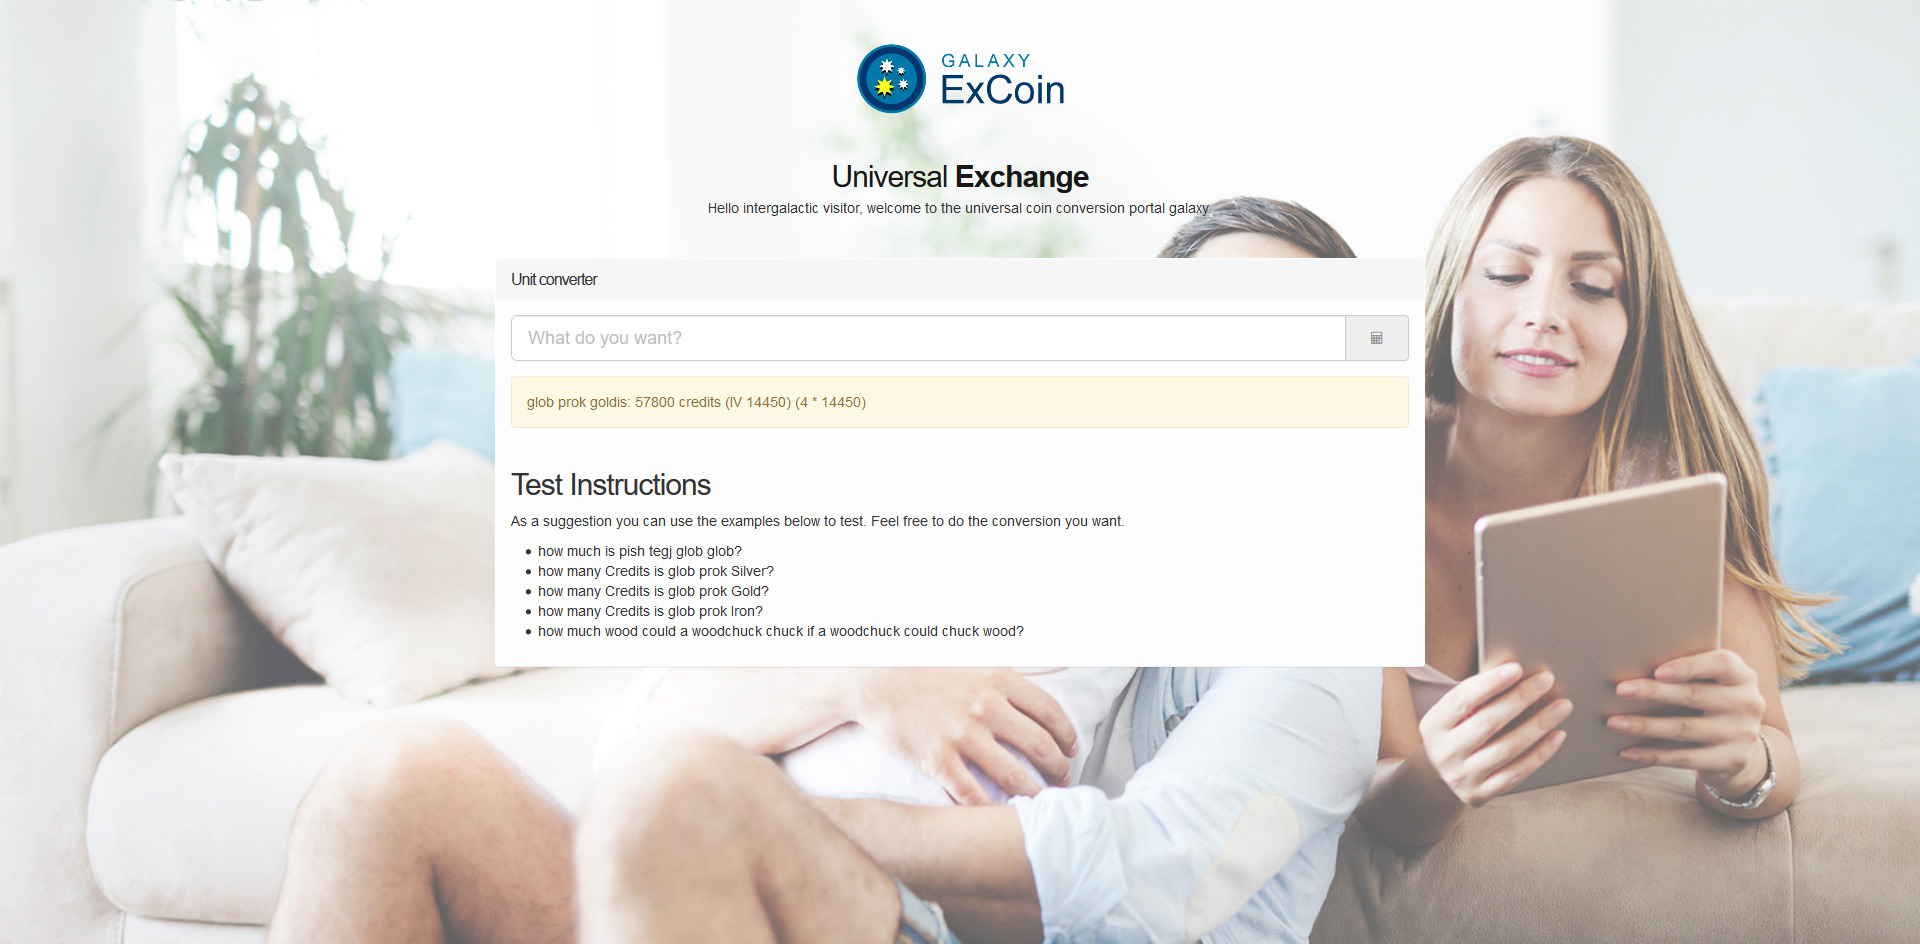 GALAXY
ExCoin
Universal Exchange
Hello intergalactic visitor, welcome to the universal coin conversion portal galaxy.
Unit converter
What do you want?
glob prok goldis: 57800 credits (IV 14450) (4 * 14450)
Test Instructions
As a suggestion you can use the examples below to test. Feel free to do the conversion you want.
how much is pish tegj glob glob?
how many Credits is glob prok Silver?
how many Credits is glob prok Gold?
how many Credits is glob prok Iron?
how much wood could a woodchuck chuck if a woodchuck could chuck wood?